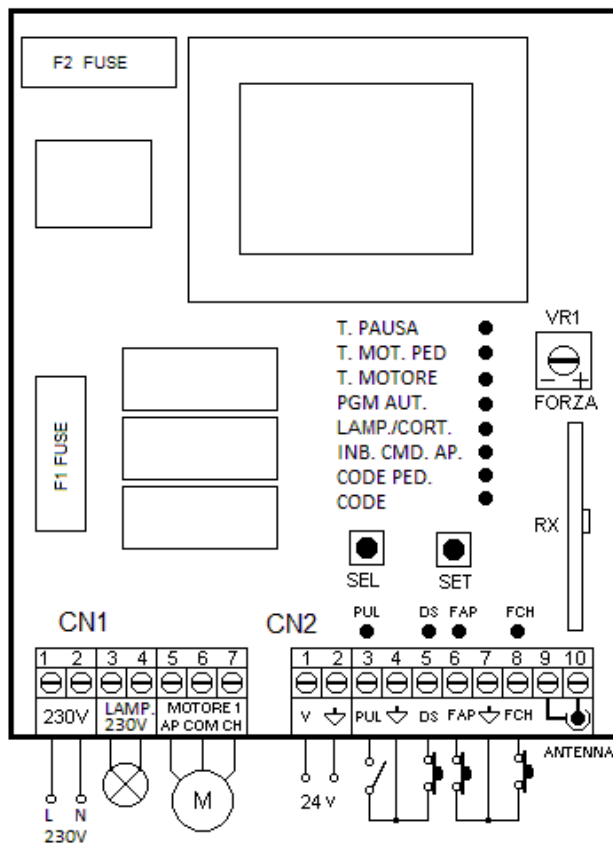 F2 FUSE
T. PAUSA
T. MOT. PED
T. MOTORE
PGM AUT.
LAMP./CORT.
INB. CMD. AP.
CODE PED.
CODE
VR1
- +
FORZA
F1 FUSE
RX
SEL
SET
CN1
CN2
PUL DS FAP FCH
1 2 3 4 5 6 7
1 2 3 4 5 6 7 8 9 10
230V
LAMP.
230V
MOTORE 1
AP COM CH
V PUL DS FAP FCH
ANTENNA
L N
230V
M
24 V